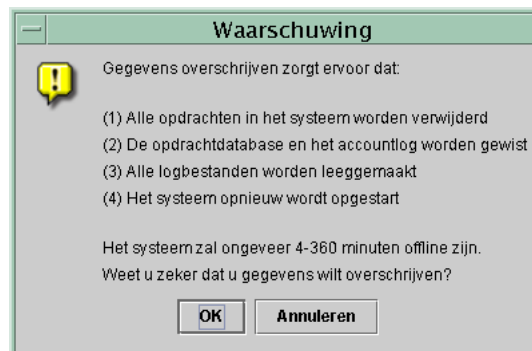 Waarschuwing
Gegevens overschrijven zorgt ervoor dat:
(1) Alle opdrachten in het systeem worden verwijderd
(2) De opdrachtdatabase en het accountlog worden gewist
(3) Alle logbestanden worden leeggemaakt
(4) Het systeem opnieuw wordt opgestart
Het systeem zal ongeveer 4-360 minuten offline zijn.
Weet u zeker dat u gegevens wilt overschrijven?
OK Annuleren